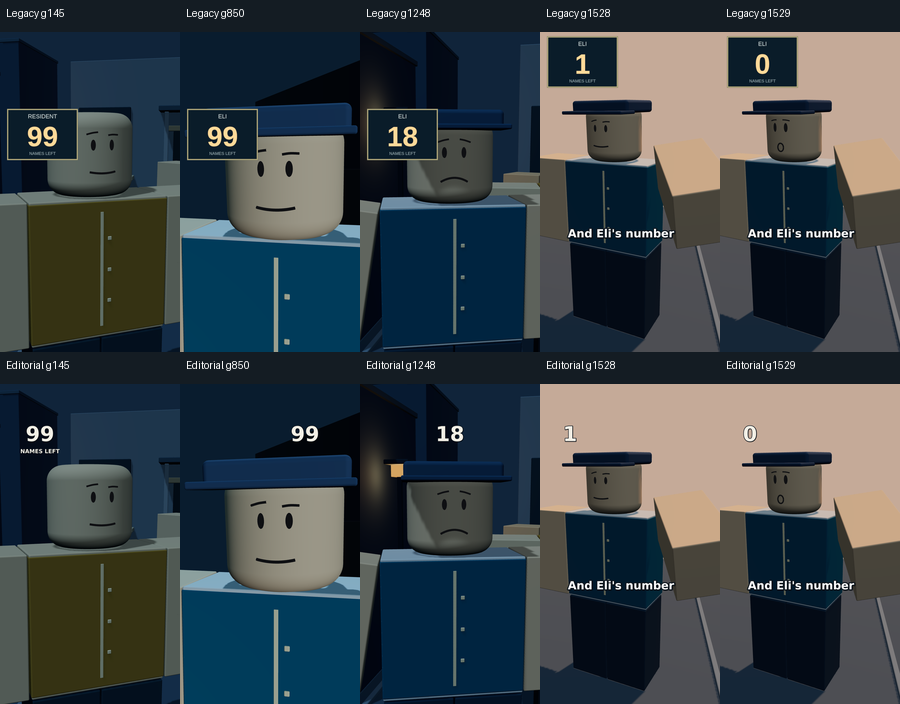 Legacy g145
Legacy g850
Legacy g1248
Legacy g1528
Legacy g1529
RESIDENT
99
NAMES LEFT
ELI
99
NAMES LEFT
ELI
18
NAMES LEFT
ELI
1
NAMES LEFT
And Eli's number
ELI
0
NAMES LEFT
And Eli's number
Editorial g145
Editorial g850
Editorial g1248
Editorial g1528
Editorial g1529
99
NAMES LEFT
99
18
1
And Eli's number
0
And Eli's number